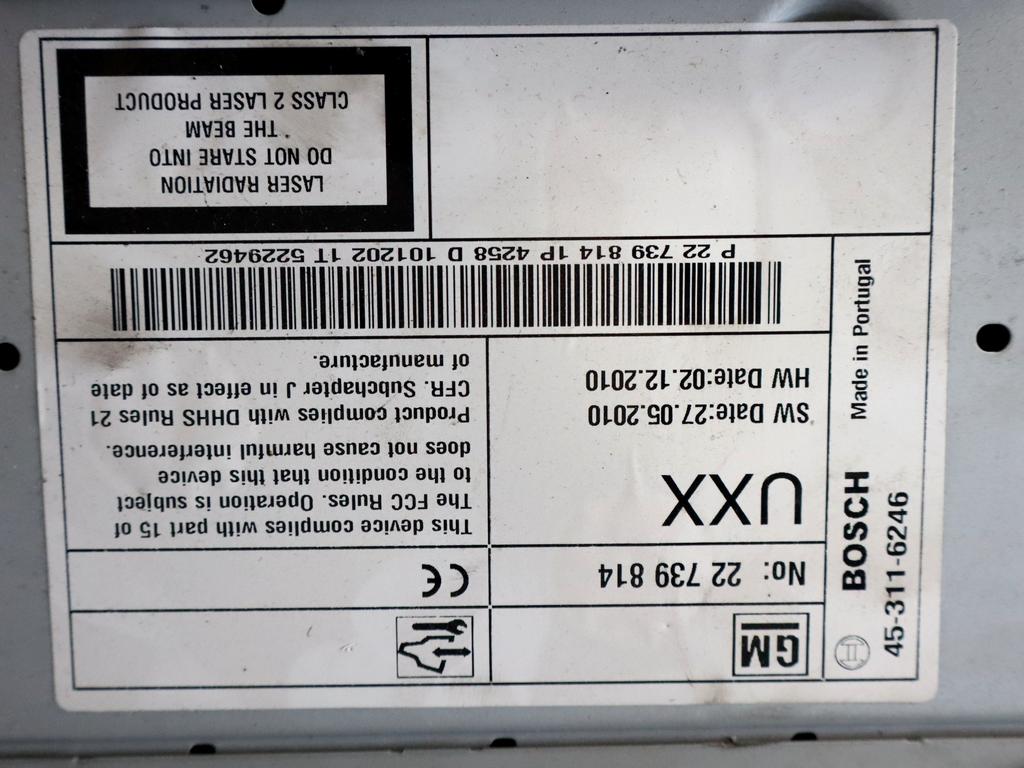 GM
No: 22 739 814
CE
UXX
SW Date:27.05.2010
HW Date:02.12.2010
This device complies with part 15 of
The FCC Rules. Operation is subject
to the condition that this device
does not cause harmful interference.
Product complies with DHHS Rules 21
CFR. Subchapter J in effect as of date
of manufacture.
P 22 739 814 1P 4258 D 101202 1T 5229462
LASER RADIATION
DO NOT STARE INTO
THE BEAM
CLASS 2 LASER PRODUCT
BOSCH Made in Portugal
45-311-6246